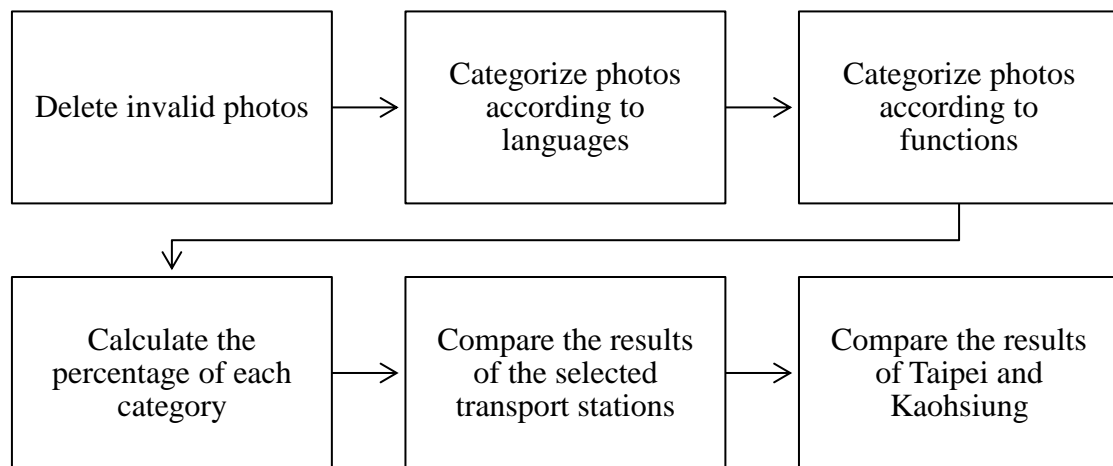 Delete invalid photos
Categorize photos
according to
languages
Categorize photos
according to
functions
Calculate the
percentage of each
category
Compare the results
of the selected
transport stations
Compare the results
of Taipei and
Kaohsiung